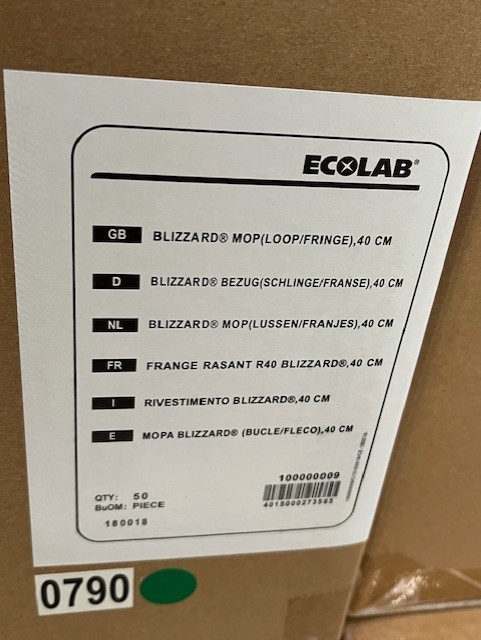 ECOLAB®
GB BLIZZARD® MOP(LOOP/FRINGE),40 CM
D BLIZZARD® BEZUG(SCHLINGE/FRANSE),40 CM
NL BLIZZARD® MOP(LUSSEN/FRANJES),40 CM
FR FRANGE RASANT R40 BLIZZARD®,40 CM
I RIVESTIMENTO BLIZZARD®,40 CM
E MOPA BLIZZARD® (BUCLE/FLECO),40 CM
100000009
QTY: 50
BuOM: PIECE
180018
0790